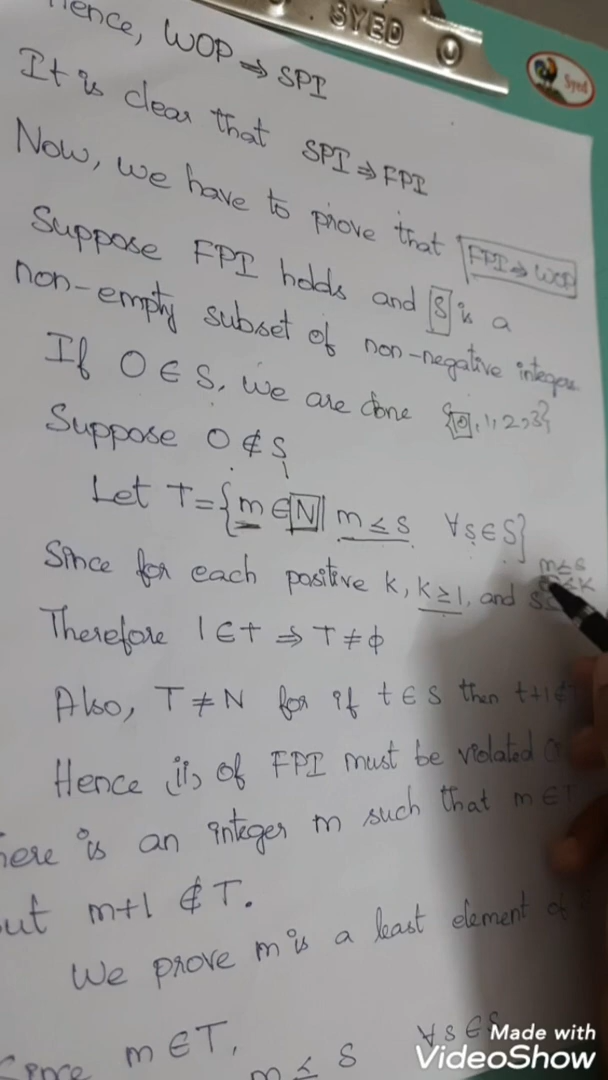 SYED
Syed
Hence, WOP ⇒ SPI
It is clear that SPI ⇒ FPI
Now, we have to prove that FPI ⇒ WOP
Suppose FPI holds and S is a
non-empty subset of non-negative integers
If 0 ∈ S, we are done {0,1,2,3}
Suppose 0 ∉ S
Let T = {m ∈ N | m ≤ s ∀ s ∈ S}
m ≤ s
Since for each positive k, k ≥ 1, and
Therefore 1 ∈ T ⇒ T ≠ φ
Also, T ≠ N for if t ∈ S then t+1 ∉
Hence (ii) of FPI must be violated
there is an integer m such that m ∈ T
but m+1 ∉ T.
We prove m is a least element of
Since m ∈ T, m ≤ s ∀ s ∈ S
Made with
VideoShow